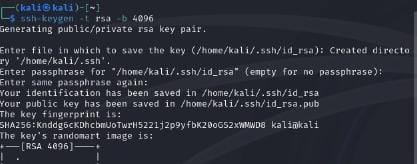 (kali㉿kali)-[~]
$ ssh-keygen -t rsa -b 4096
Generating public/private rsa key pair.
Enter file in which to save the key (/home/kali/.ssh/id_rsa): Created directo
ry '/home/kali/.ssh'.
Enter passphrase for "/home/kali/.ssh/id_rsa" (empty for no passphrase):
Enter same passphrase again:
Your identification has been saved in /home/kali/.ssh/id_rsa
Your public key has been saved in /home/kali/.ssh/id_rsa.pub
The key fingerprint is:
SHA256:KnddgcKDhcbmUoTwrH5221j2p9yfbK20oGS2xWMWD8 kali@kali
The key's randomart image is:
+---[RSA 4096]----+
| .